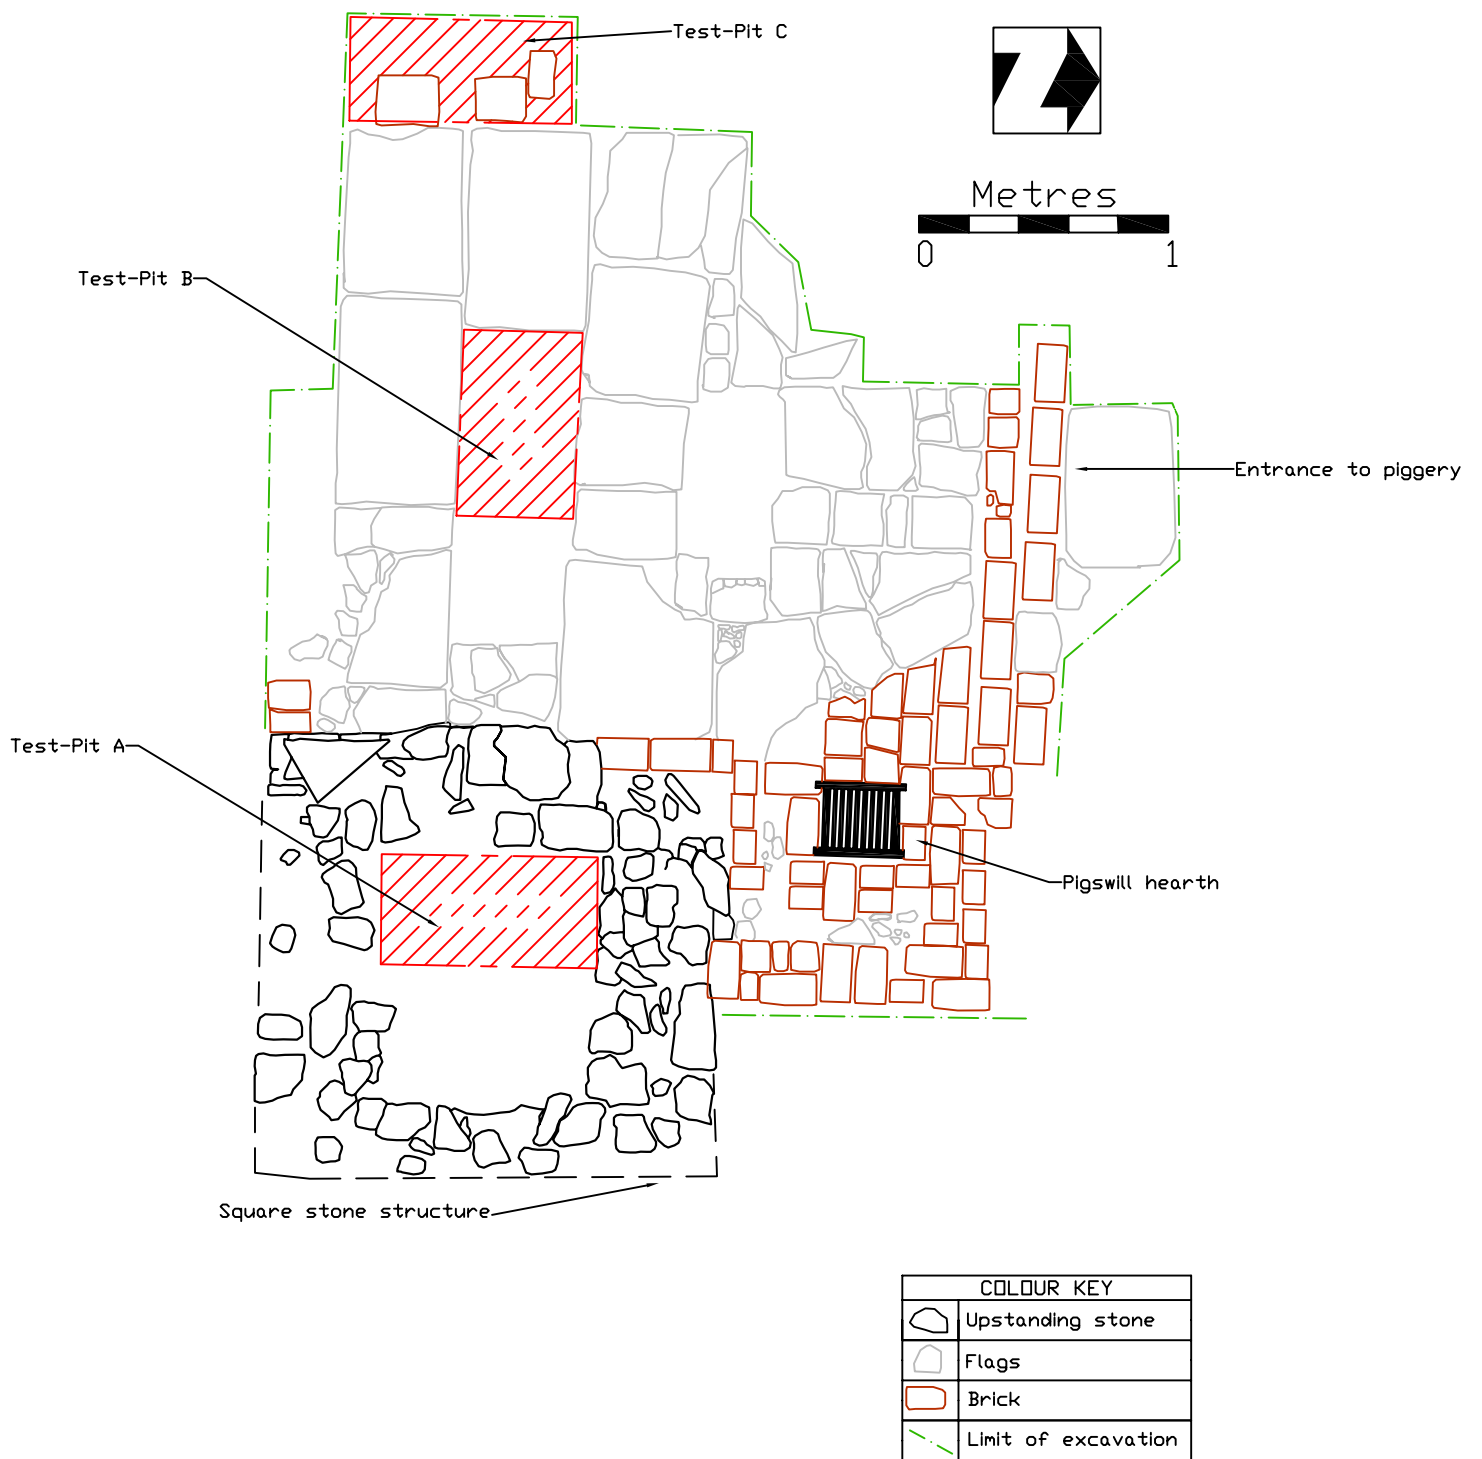 Test-Pit C
Metres
0 1
Test-Pit B
Entrance to piggery
Test-Pit A
Pigswill hearth
Square stone structure
COLOUR KEY
Upstanding stone
Flags
Brick
Limit of excavation